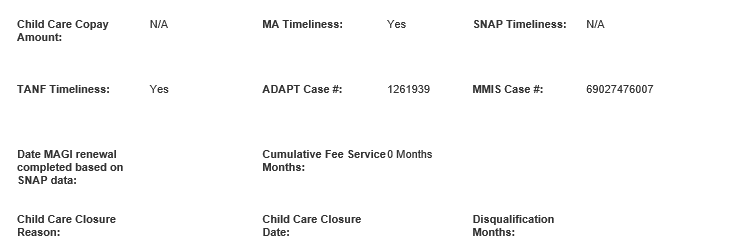 Child Care Copay Amount: N/A MA Timeliness: Yes SNAP Timeliness: N/A
TANF Timeliness: Yes ADAPT Case #: 1261939 MMIS Case #: 69027476007
Date MAGI renewal completed based on SNAP data: Cumulative Fee Service Months: 0 Months
Child Care Closure Reason: Child Care Closure Date: Disqualification Months: